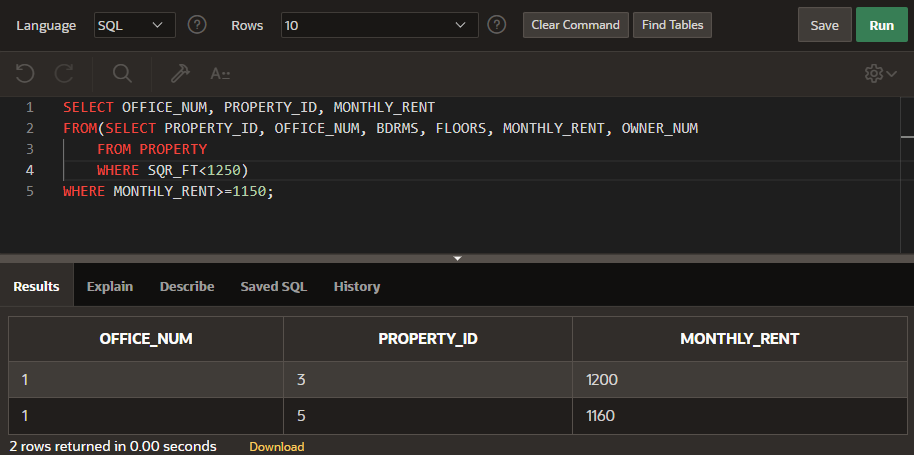 Language SQL ? Rows 10 ? Clear Command Find Tables Save Run
A::
1 SELECT OFFICE_NUM, PROPERTY_ID, MONTHLY_RENT
2 FROM(SELECT PROPERTY_ID, OFFICE_NUM, BDRMS, FLOORS, MONTHLY_RENT, OWNER_NUM
3 FROM PROPERTY
4 WHERE SQR_FT<1250)
5 WHERE MONTHLY_RENT>=1150;
Results Explain Describe Saved SQL History
OFFICE_NUM PROPERTY_ID MONTHLY_RENT
1 3 1200
1 5 1160
2 rows returned in 0.00 seconds Download